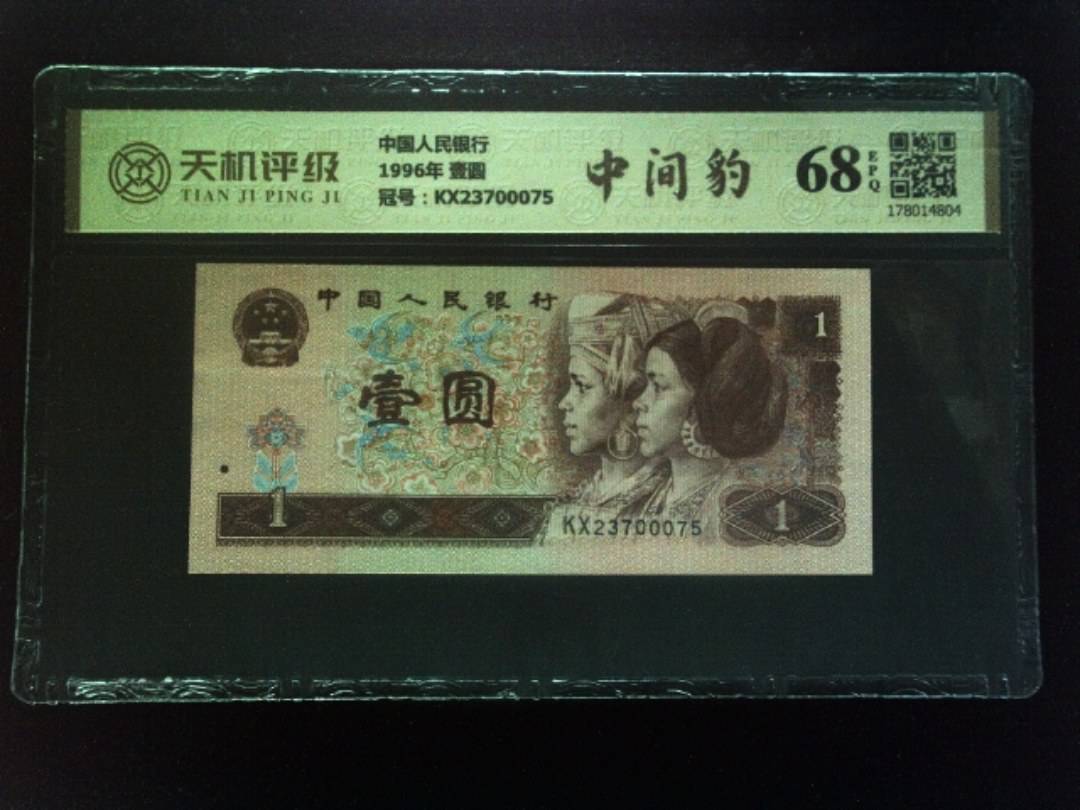 天机评级
TIAN JI PING JI
中国人民银行
1996年 壹圆
冠号：KX23700075
中间豹
68
EPQ
178014804
中国人民银行
1
壹圆
1
KX23700075
1